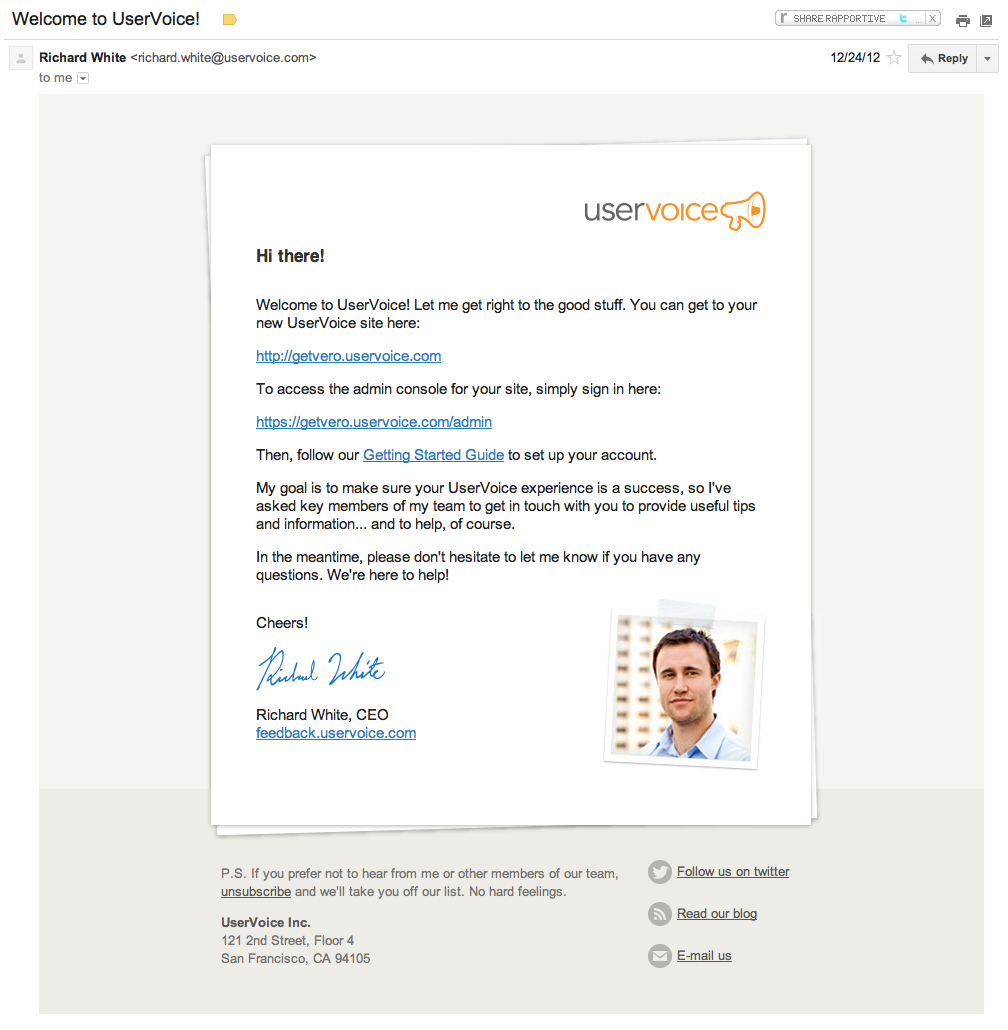 Welcome to UserVoice!
r SHARE RAPPORTIVE t ... X
Richard White <richard.white@uservoice.com>
12/24/12
Reply
to me
uservoice
Hi there!
Welcome to UserVoice! Let me get right to the good stuff. You can get to your
new UserVoice site here:
http://getvero.uservoice.com
To access the admin console for your site, simply sign in here:
https://getvero.uservoice.com/admin
Then, follow our Getting Started Guide to set up your account.
My goal is to make sure your UserVoice experience is a success, so I've
asked key members of my team to get in touch with you to provide useful tips
and information... and to help, of course.
In the meantime, please don't hesitate to let me know if you have any
questions. We're here to help!
Cheers!
Richard White
Richard White, CEO
feedback.uservoice.com
P.S. If you prefer not to hear from me or other members of our team,
unsubscribe and we'll take you off our list. No hard feelings.
UserVoice Inc.
121 2nd Street, Floor 4
San Francisco, CA 94105
Follow us on twitter
Read our blog
E-mail us